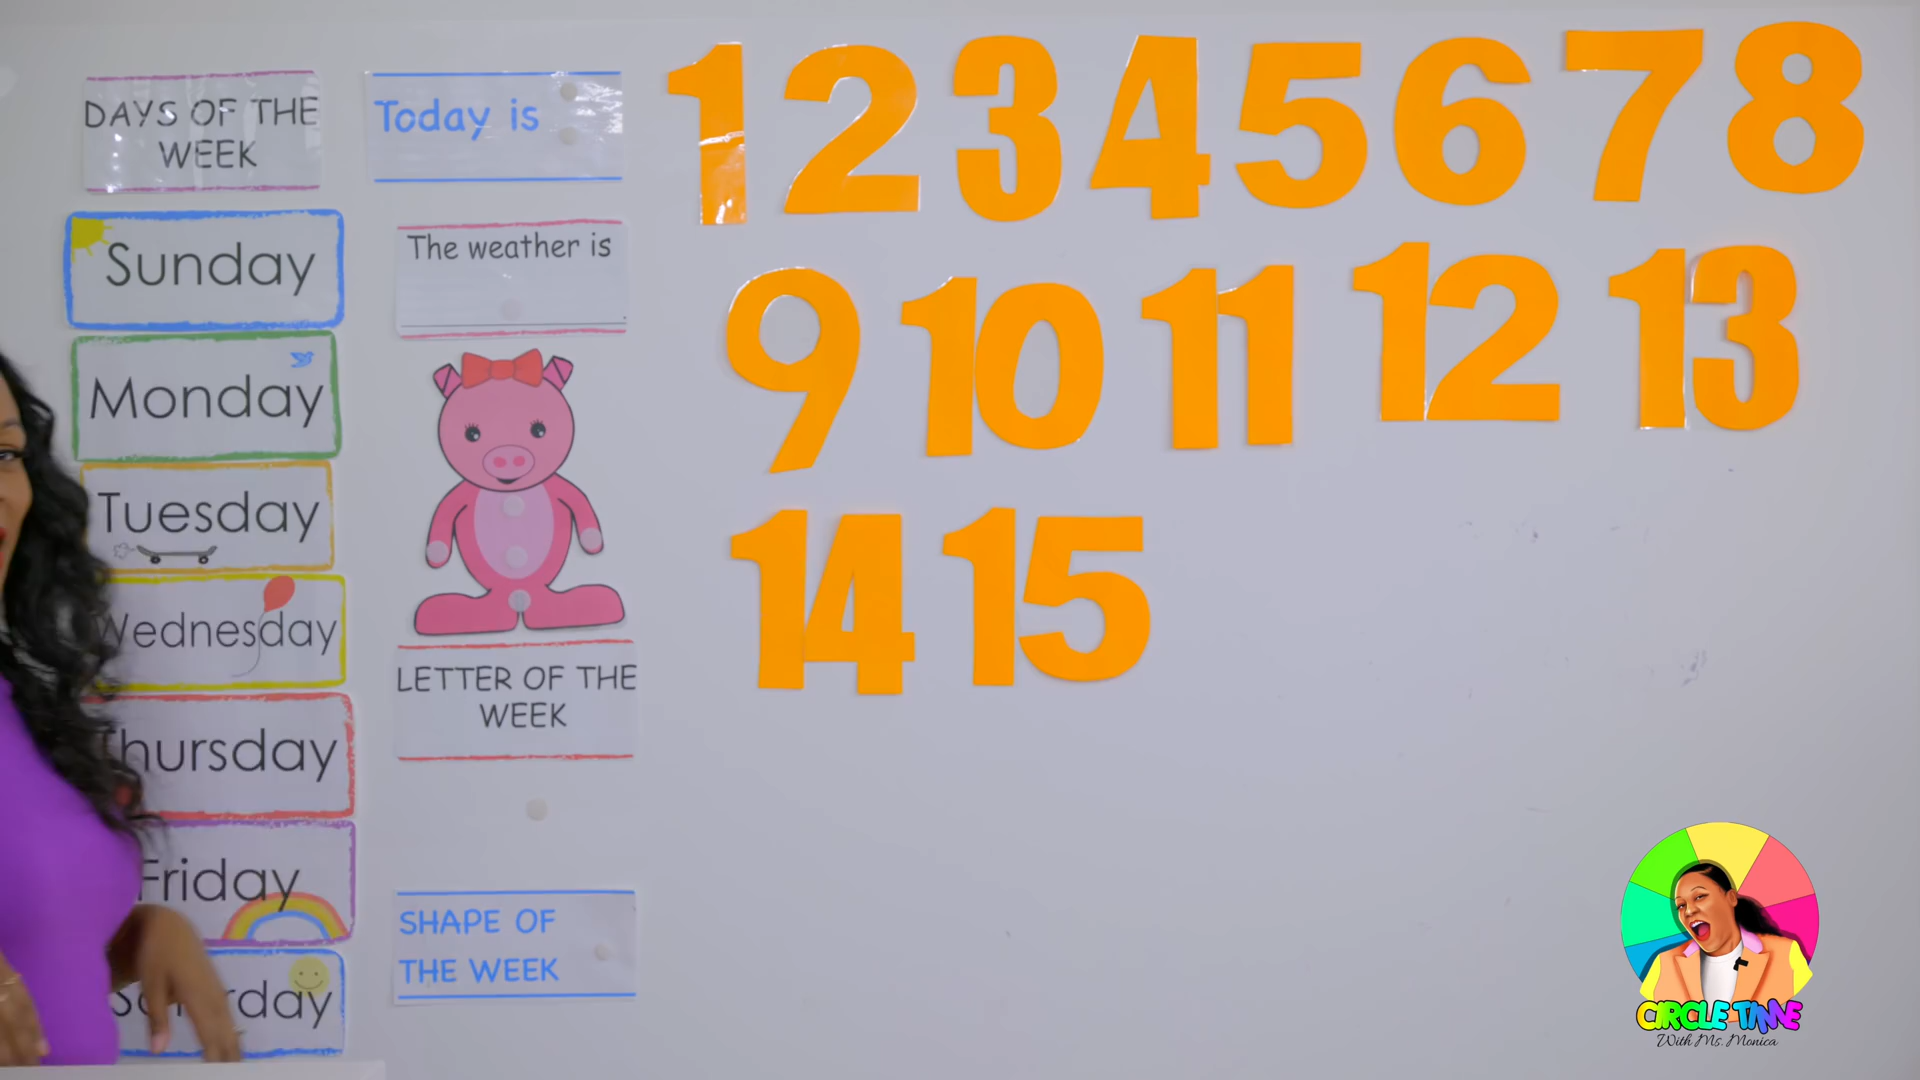 DAYS OF THE
WEEK
Sunday
Monday
Tuesday
Wednesday
Thursday
Friday
Saturday
Today is
The weather is
LETTER OF THE
WEEK
SHAPE OF
THE WEEK
1 2 3 4 5 6 7 8
9 10 11 12 13
14 15
CIRCLE TIME
With Ms. Monica